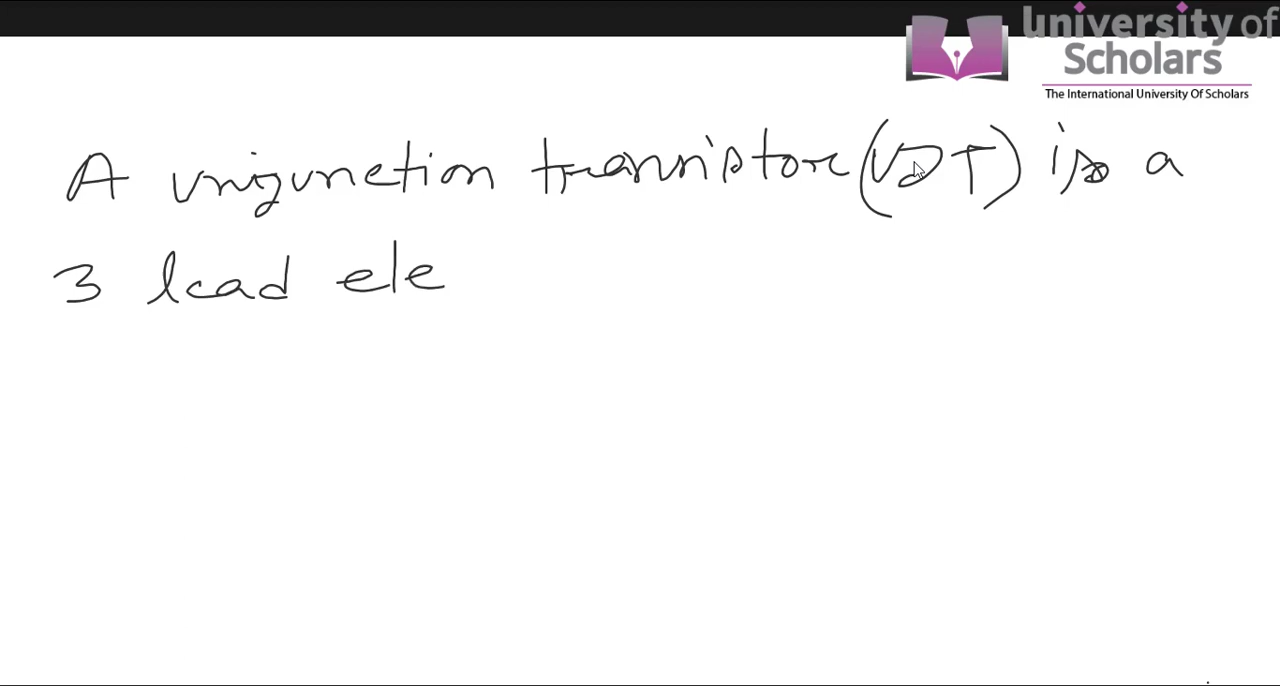 University of
Scholars
The International University Of Scholars
A unijunction transistor (UJT) is a
3 lead ele